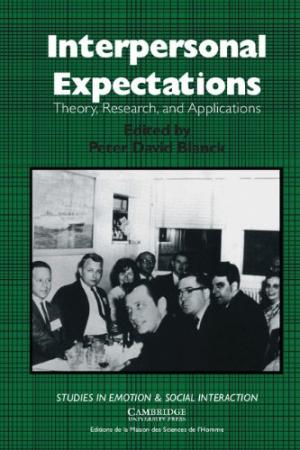 Interpersonal
Expectations
Theory, Research, and Applications
Edited by
Peter David Blanck
STUDIES IN EMOTION & SOCIAL INTERACTION
CAMBRIDGE
UNIVERSITY PRESS
Editions de la Maison des Sciences de l'Homme